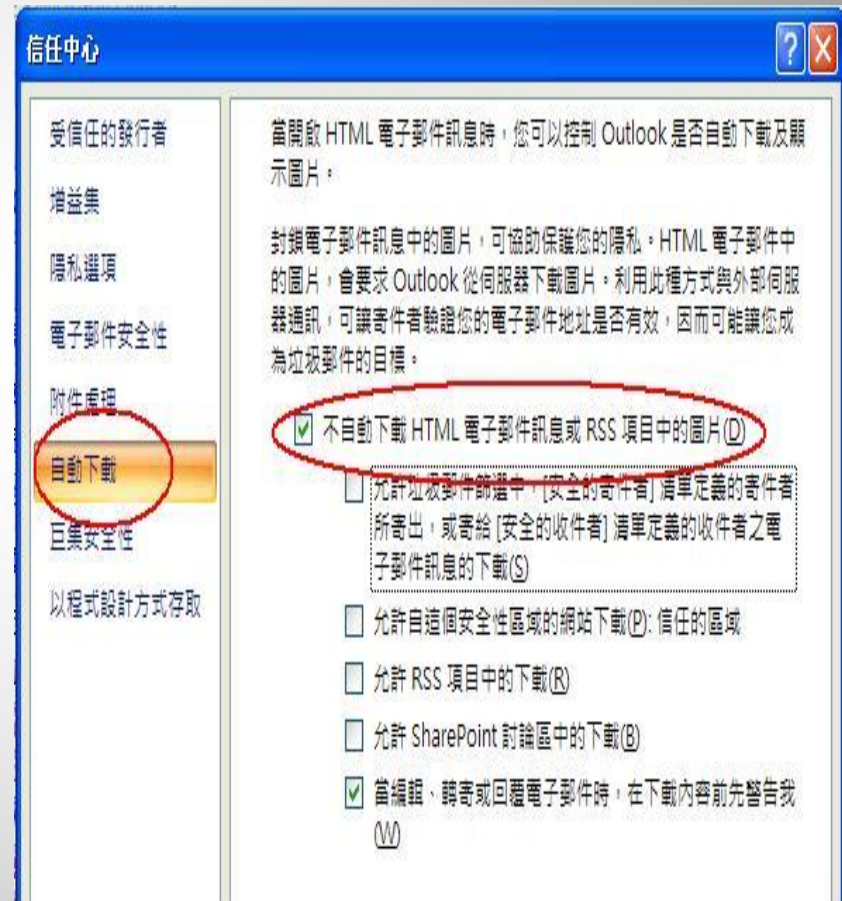 信任中心
受信任的發行者
增益集
隱私選項
電子郵件安全性
附件處理
自動下載
巨集安全性
以程式設計方式存取
當開啟 HTML 電子郵件訊息時，您可以控制 Outlook 是否自動下載及顯
示圖片。
封鎖電子郵件訊息中的圖片，可協助保護您的隱私。HTML 電子郵件中
的圖片，會要求 Outlook 從伺服器下載圖片。利用此種方式與外部伺服
器通訊，可讓寄件者驗證您的電子郵件地址是否有效，因而可能讓您成
為垃圾郵件的目標。
不自動下載 HTML 電子郵件訊息或 RSS 項目中的圖片(D)
允許垃圾郵件篩選中，[安全的寄件者] 清單定義的寄件者
所寄出，或寄給 [安全的收件者] 清單定義的收件者之電
子郵件訊息的下載(S)
允許自這個安全性區域的網站下載(P): 信任的區域
允許 RSS 項目中的下載(R)
允許 SharePoint 討論區中的下載(B)
當編輯、轉寄或回覆電子郵件時，在下載內容前先警告我
(W)